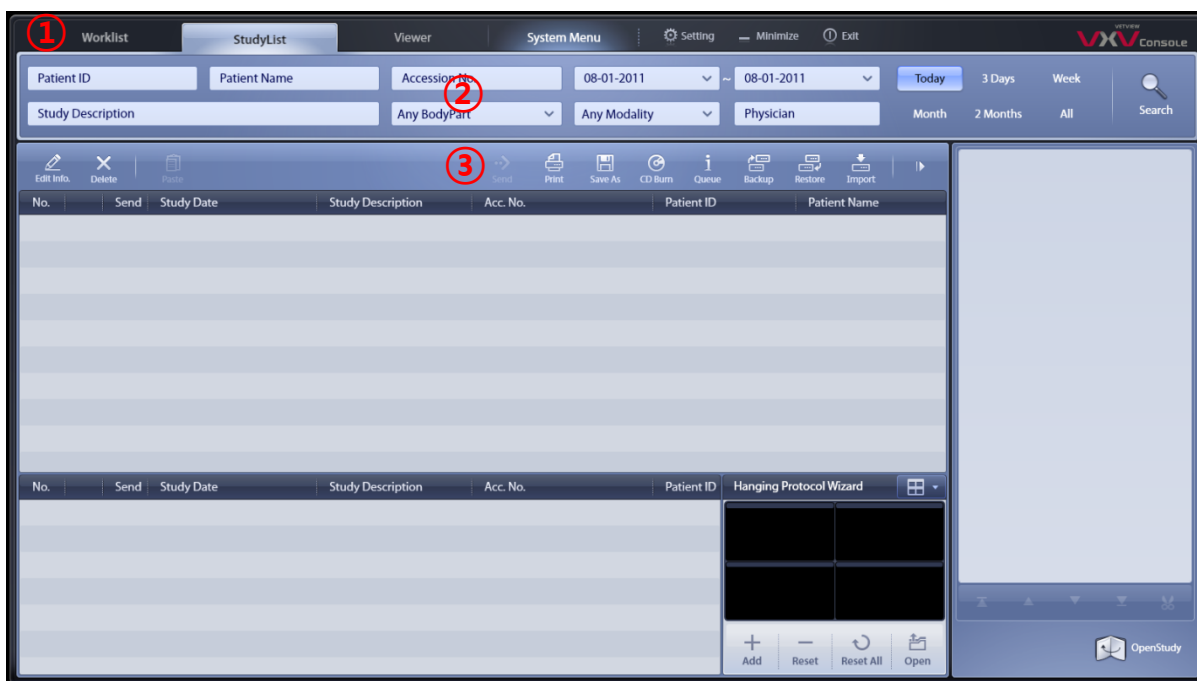 ① Worklist StudyList Viewer System Menu Setting Minimize Exit VETVIEW VXV Console
Patient ID Patient Name Accession No. 08-01-2011 ~ 08-01-2011 Today 3 Days Week
②
Study Description Any BodyPart Any Modality Physician Month 2 Months All Search
③
Edit Info. Delete Paste Send Print Save As CD Burn Queue Backup Restore Import
No. Send Study Date Study Description Acc. No. Patient ID Patient Name
No. Send Study Date Study Description Acc. No. Patient ID Hanging Protocol Wizard
Add Reset Reset All Open OpenStudy